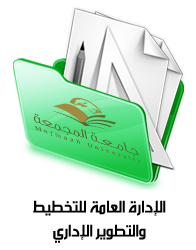 جامعة المجمعة
Majmaah University
الإدارة العامة للتخطيط
والتطوير الإداري